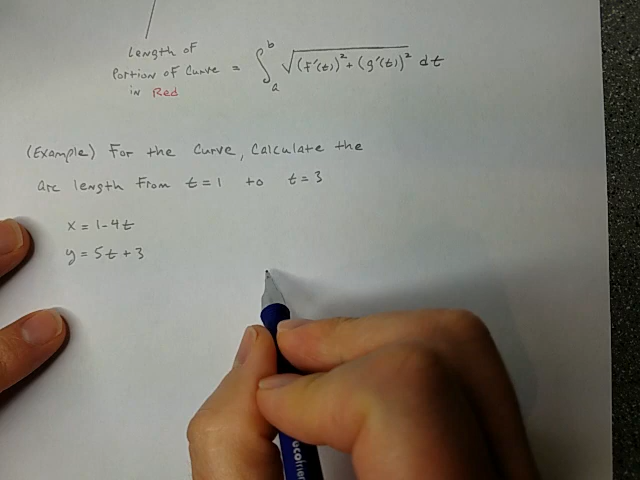 Length of
Portion of Curve = ∫ₐᵇ √(f'(t))² + (g'(t))² dt
in Red
(Example) For the Curve, Calculate the
arc length From t=1 to t=3
x = 1-4t
y = 5t+3
ecofrien